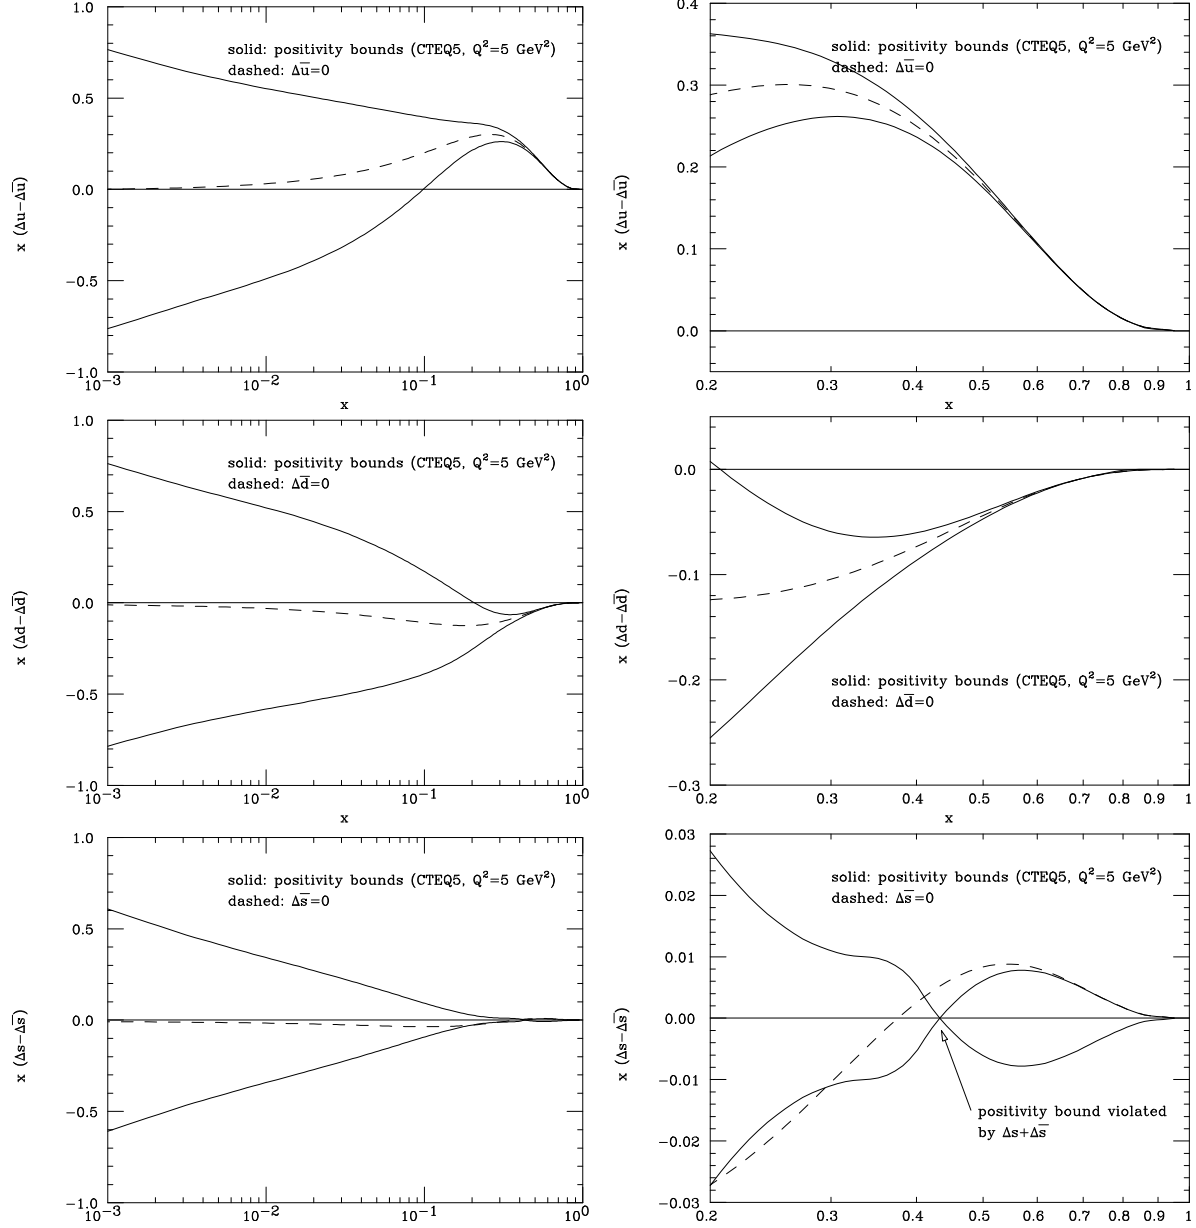 1.0
0.5
0.0
−0.5
−1.0
x (Δu−Δu̅)
solid: positivity bounds (CTEQ5, Q²=5 GeV²)
dashed: Δu̅=0
10⁻³ 10⁻² 10⁻¹ 10⁰
x
0.4
0.3
0.2
0.1
0.0
x (Δu−Δu̅)
solid: positivity bounds (CTEQ5, Q²=5 GeV²)
dashed: Δu̅=0
0.2 0.3 0.4 0.5 0.6 0.7 0.8 0.9 1
x
1.0
0.5
0.0
−0.5
−1.0
x (Δd−Δd̅)
solid: positivity bounds (CTEQ5, Q²=5 GeV²)
dashed: Δd̅=0
10⁻³ 10⁻² 10⁻¹ 10⁰
x
0.0
−0.1
−0.2
−0.3
x (Δd−Δd̅)
solid: positivity bounds (CTEQ5, Q²=5 GeV²)
dashed: Δd̅=0
0.2 0.3 0.4 0.5 0.6 0.7 0.8 0.9 1
x
1.0
0.5
0.0
−0.5
−1.0
x (Δs−Δs̅)
solid: positivity bounds (CTEQ5, Q²=5 GeV²)
dashed: Δs̅=0
10⁻³ 10⁻² 10⁻¹ 10⁰
0.03
0.02
0.01
0.00
−0.01
−0.02
−0.03
x (Δs−Δs̅)
solid: positivity bounds (CTEQ5, Q²=5 GeV²)
dashed: Δs̅=0
positivity bound violated
by Δs+Δs̅
0.2 0.3 0.4 0.5 0.6 0.7 0.8 0.9 1